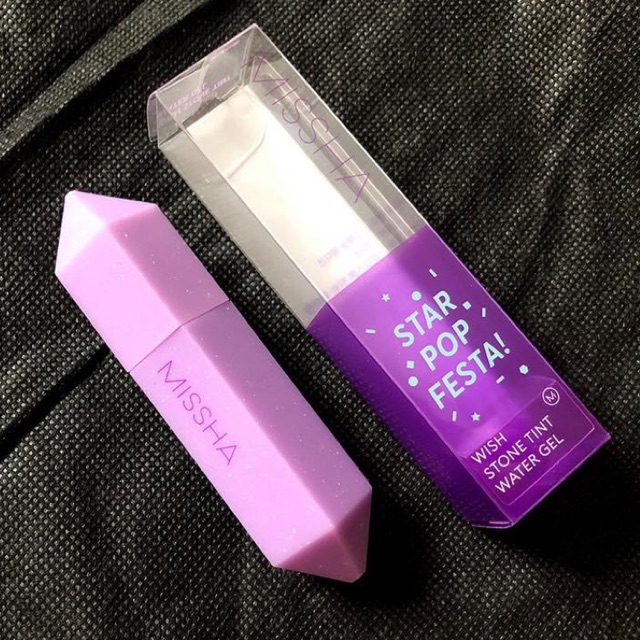 MISSHA
STAR
POP
FESTA!
WISH
STONE TINT
WATER GEL
M
MISSHA